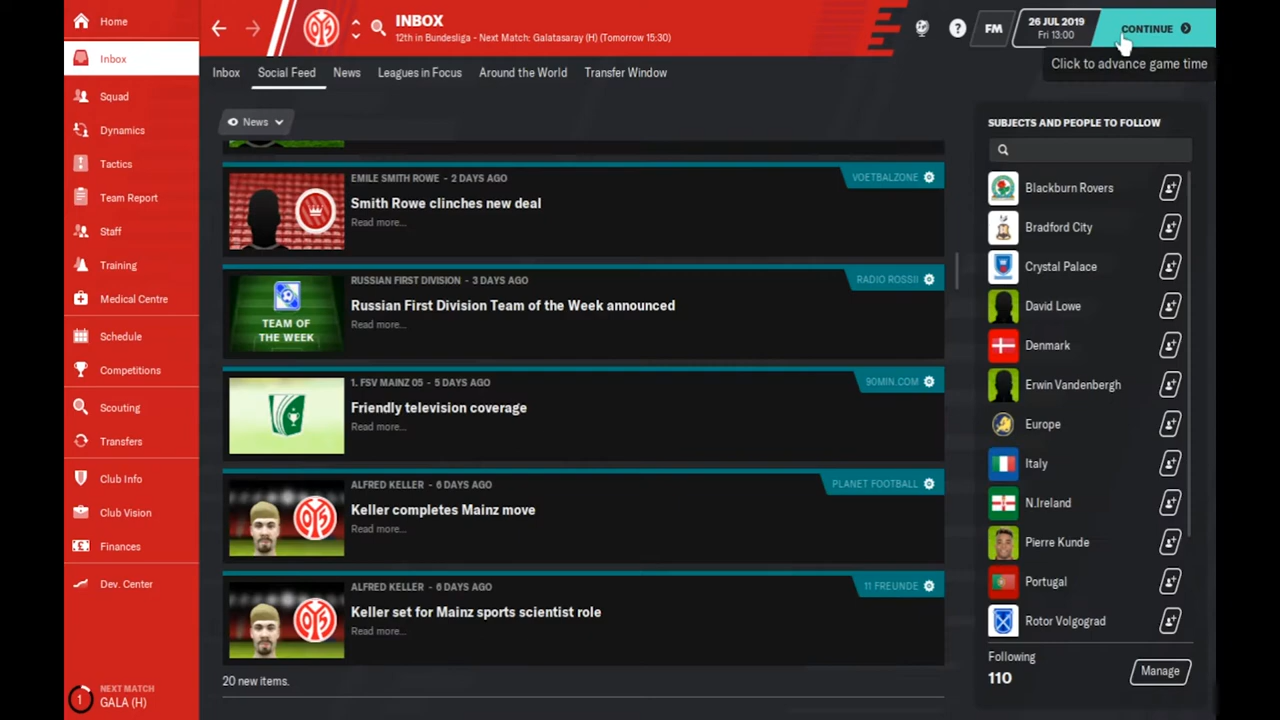 Home
Inbox
Squad
Dynamics
Tactics
Team Report
Staff
Training
Medical Centre
Schedule
Competitions
Scouting
Transfers
Club Info
Club Vision
Finances
Dev. Center
1
NEXT MATCH
GALA (H)
INBOX
12th in Bundesliga - Next Match: Galatasaray (H) (Tomorrow 15:30)
?
FM
26 JUL 2019
Fri 13:00
CONTINUE
Click to advance game time
Inbox Social Feed News Leagues in Focus Around the World Transfer Window
News
EMILE SMITH ROWE - 2 DAYS AGO
VOETBALZONE
Smith Rowe clinches new deal
Read more...
RUSSIAN FIRST DIVISION - 3 DAYS AGO
RADIO ROSSII
TEAM OF
THE WEEK
Russian First Division Team of the Week announced
Read more...
1. FSV MAINZ 05 - 5 DAYS AGO
90MIN.COM
Friendly television coverage
Read more...
ALFRED KELLER - 6 DAYS AGO
PLANET FOOTBALL
Keller completes Mainz move
Read more...
ALFRED KELLER - 6 DAYS AGO
11 FREUNDE
Keller set for Mainz sports scientist role
Read more...
20 new items.
SUBJECTS AND PEOPLE TO FOLLOW
Blackburn Rovers
Bradford City
Crystal Palace
David Lowe
Denmark
Erwin Vandenbergh
Europe
Italy
N.Ireland
Pierre Kunde
Portugal
Rotor Volgograd
Following
110
Manage